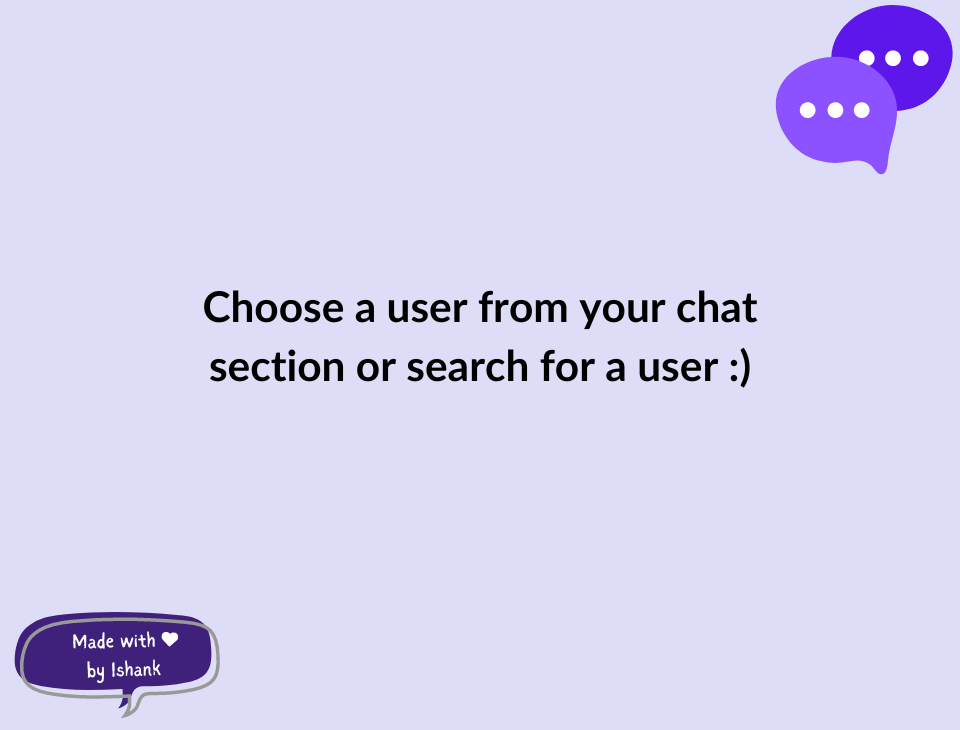 Choose a user from your chat
section or search for a user :)
Made with ♥
by Ishank